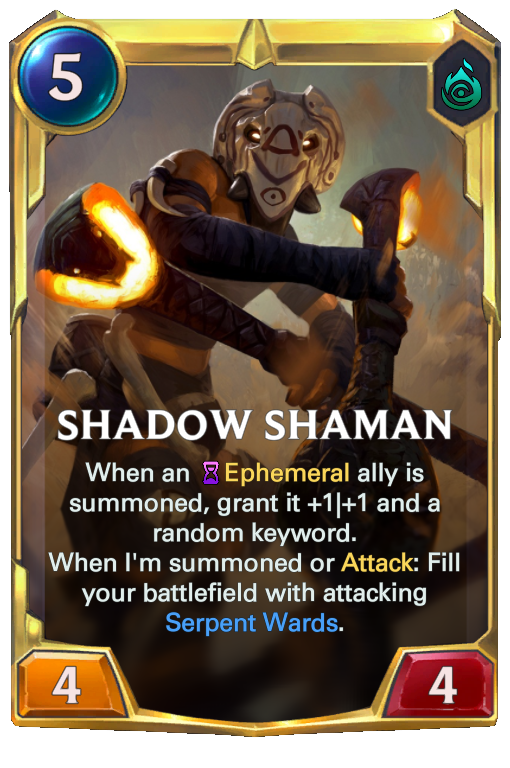 5
SHADOW SHAMAN
When an Ephemeral ally is
summoned, grant it +1|+1 and a
random keyword.
When I'm summoned or Attack: Fill
your battlefield with attacking
Serpent Wards.
4
4